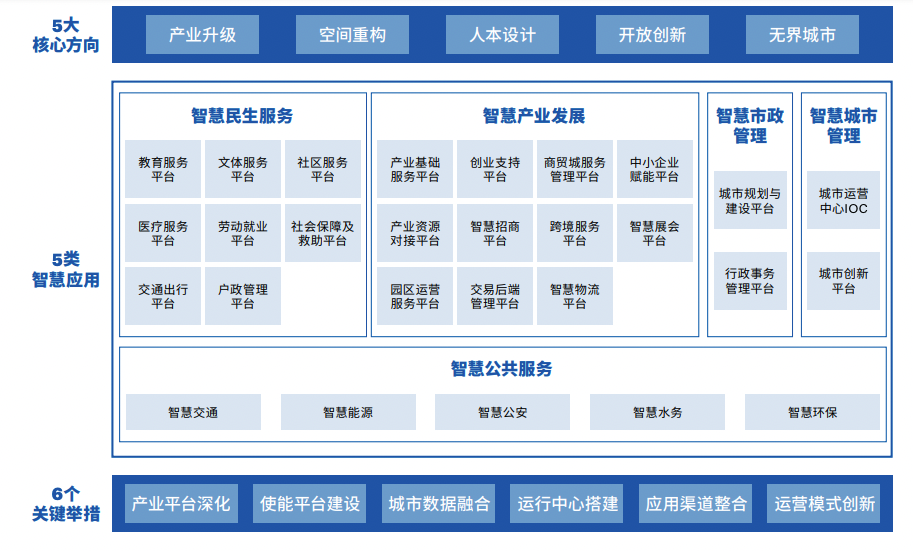 5大
核心方向
产业升级
空间重构
人本设计
开放创新
无界城市
5类
智慧应用
智慧民生服务
教育服务
平台
文体服务
平台
社区服务
平台
医疗服务
平台
劳动就业
平台
社会保障及
救助平台
交通出行
平台
户政管理
平台
智慧产业发展
产业基础
服务平台
创业支持
平台
商贸城服务
管理平台
中小企业
赋能平台
产业资源
对接平台
智慧招商
平台
跨境服务
平台
智慧展会
平台
园区运营
服务平台
交易后端
管理平台
智慧物流
平台
智慧市政
管理
城市规划与
建设平台
行政事务
管理平台
智慧城市
管理
城市运营
中心IOC
城市创新
平台
智慧公共服务
智慧交通
智慧能源
智慧公安
智慧水务
智慧环保
6个
关键举措
产业平台深化
使能平台建设
城市数据融合
运行中心搭建
应用渠道整合
运营模式创新